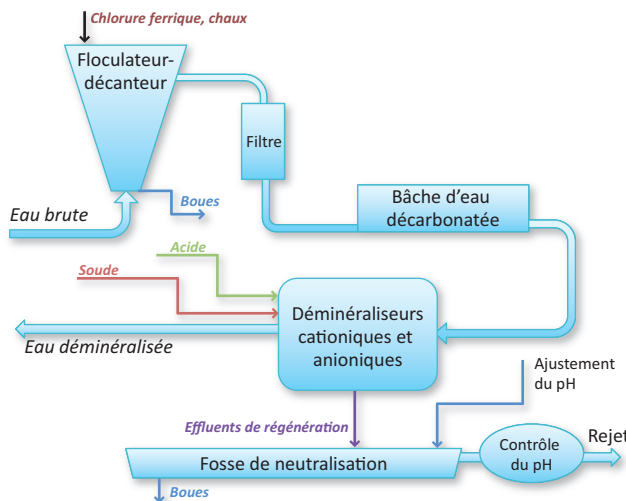 Chlorure ferrique, chaux
Floculateur-
décanteur
Filtre
Boues
Eau brute
Bâche d'eau
décarbonatée
Acide
Soude
Déminéraliseurs
cationiques et
anioniques
Eau déminéralisée
Ajustement
du pH
Effluents de régénération
Fosse de neutralisation
Contrôle
du pH
Rejet
Boues